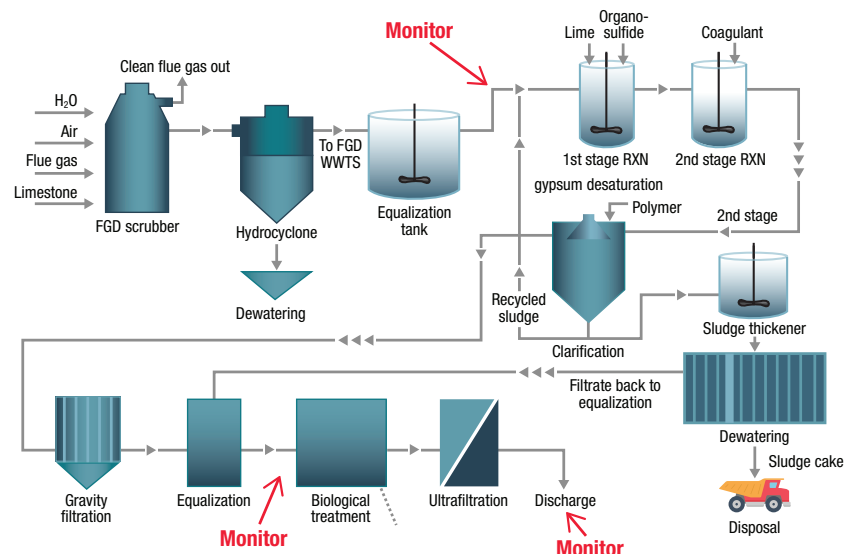 Monitor
Lime
Organo-
sulfide
Coagulant
Clean flue gas out
H₂O
Air
Flue gas
Limestone
To FGD
WWTS
FGD scrubber
Hydrocyclone
Equalization
tank
1st stage RXN
2nd stage RXN
gypsum desaturation
Polymer
2nd stage
Dewatering
Recycled
sludge
Clarification
Sludge thickener
Filtrate back to
equalization
Dewatering
Sludge cake
Disposal
Gravity
filtration
Equalization
Biological
treatment
Ultrafiltration
Discharge
Monitor
Monitor